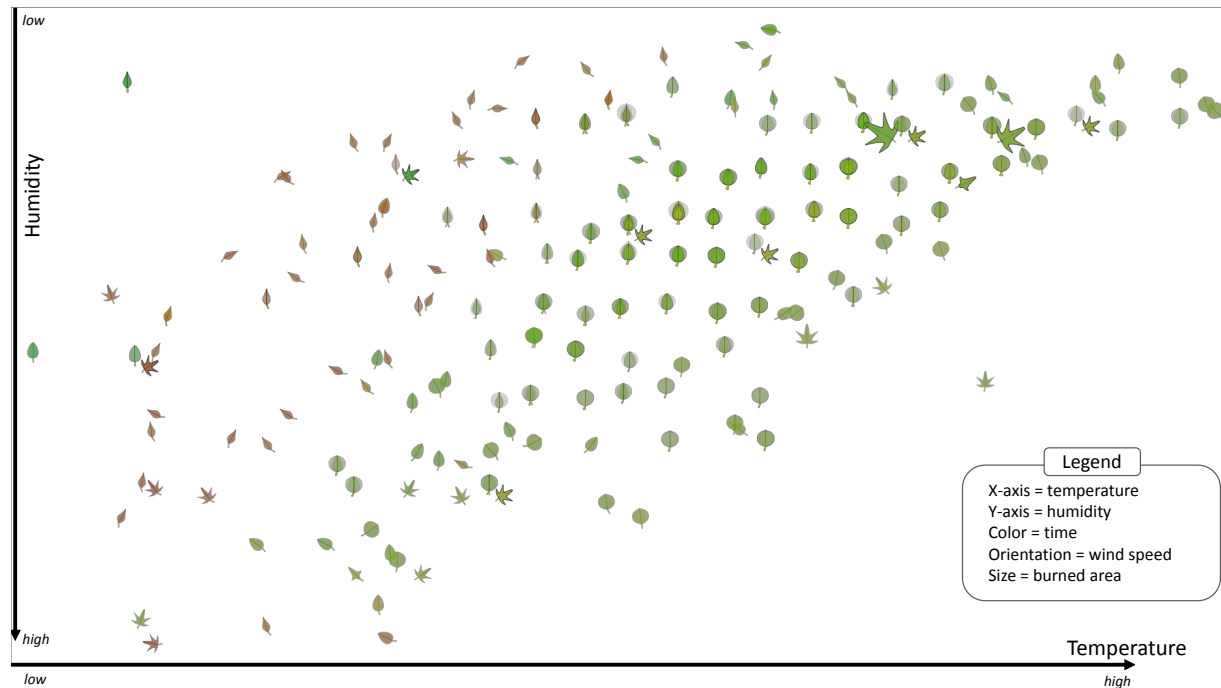 low
Humidity
Legend
X-axis = temperature
Y-axis = humidity
Color = time
Orientation = wind speed
Size = burned area
high
Temperature
low
high